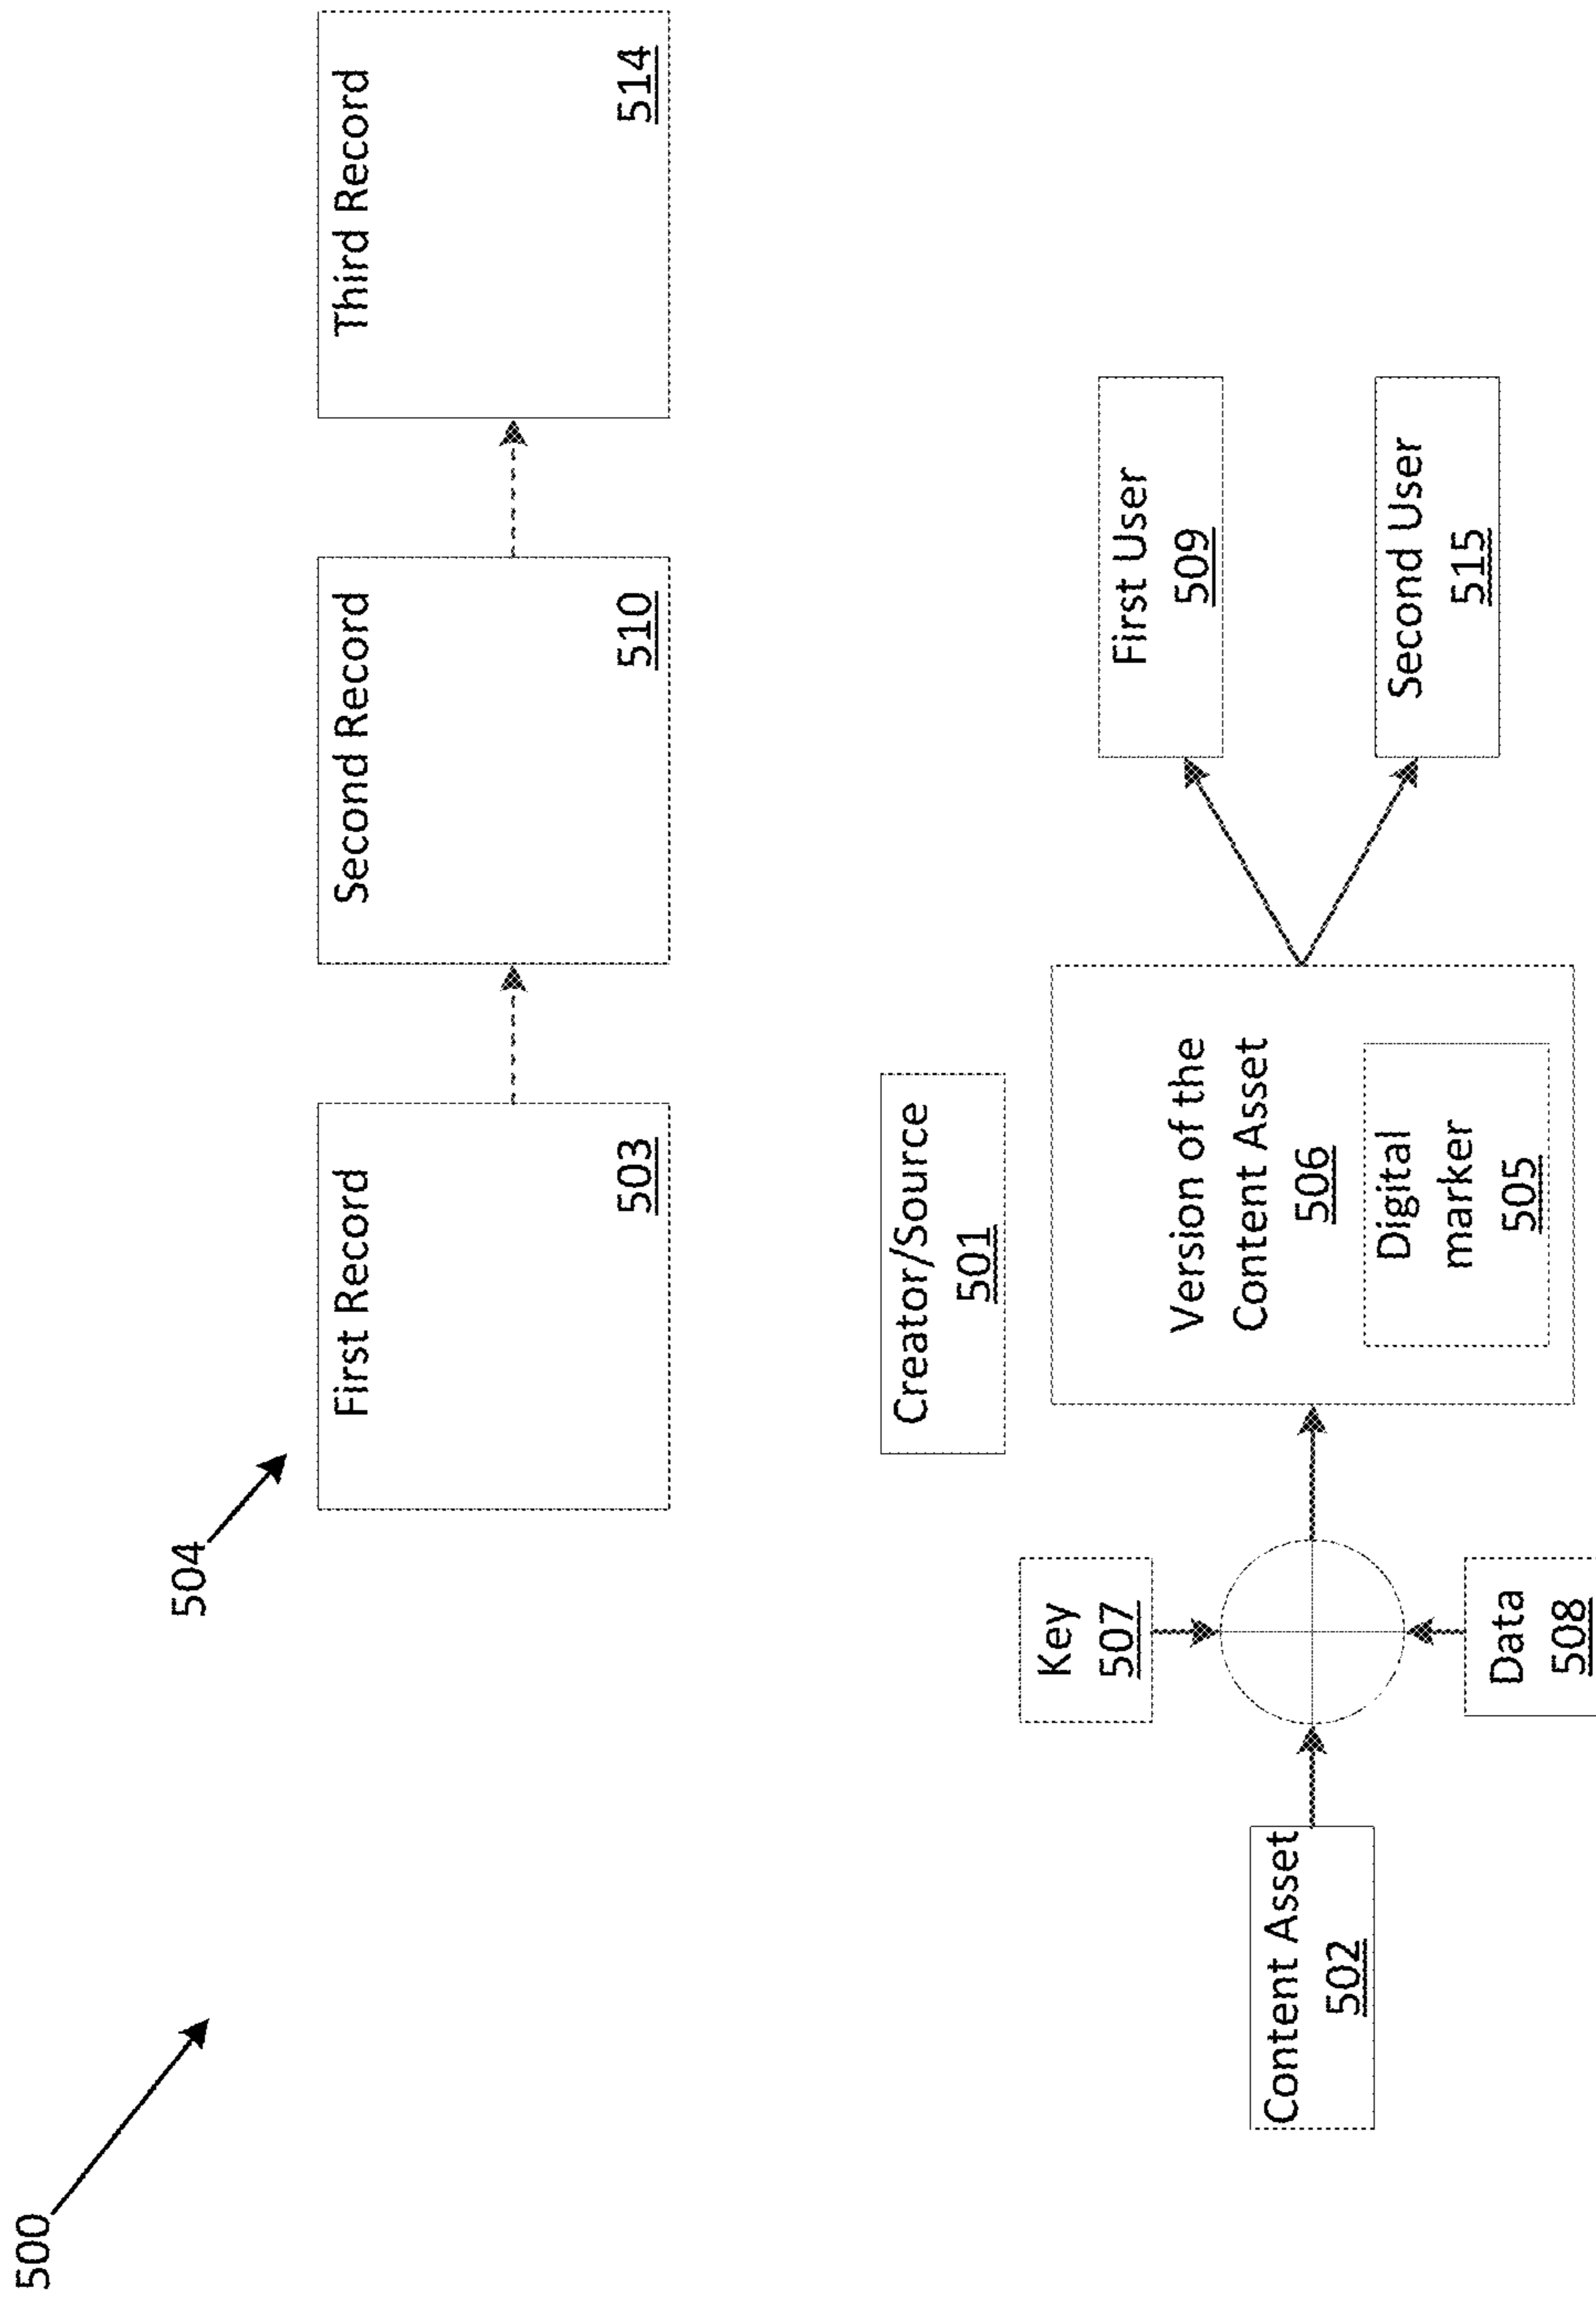 500
504
First Record
503
Second Record
510
Third Record
514
Creator/Source
501
Content Asset
502
Key
507
Data
508
Version of the
Content Asset
506
Digital
marker
505
First User
509
Second User
515